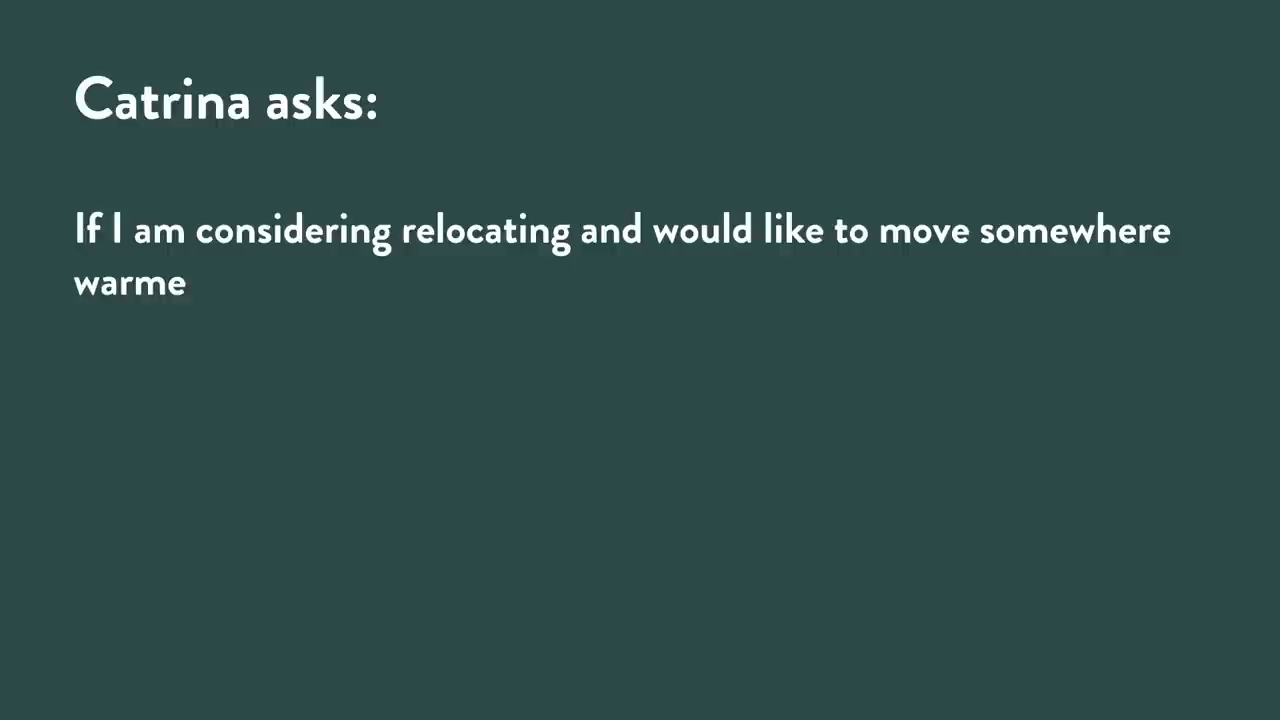 Catrina asks:
If I am considering relocating and would like to move somewhere
warme